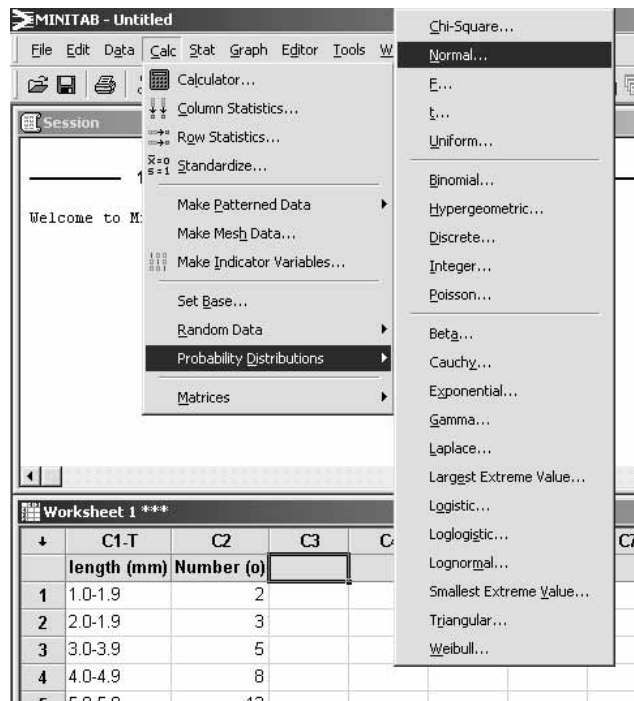 MINITAB - Untitled
File Edit Data Calc Stat Graph Editor Tools W
Session
Welcome to M
Calculator...
Column Statistics...
Row Statistics...
Standardize...
Make Patterned Data
Make Mesh Data...
Make Indicator Variables...
Set Base...
Random Data
Probability Distributions
Matrices
Chi-Square...
Normal...
F...
t...
Uniform...
Binomial...
Hypergeometric...
Discrete...
Integer...
Poisson...
Beta...
Cauchy...
Exponential...
Gamma...
Laplace...
Largest Extreme Value...
Logistic...
Loglogistic...
Lognormal...
Smallest Extreme Value...
Triangular...
Weibull...
Worksheet 1 ***
C1-T C2 C3 C4 C7
length (mm) Number (o)
1 1.0-1.9 2
2 2.0-2.9 3
3 3.0-3.9 5
4 4.0-4.9 8